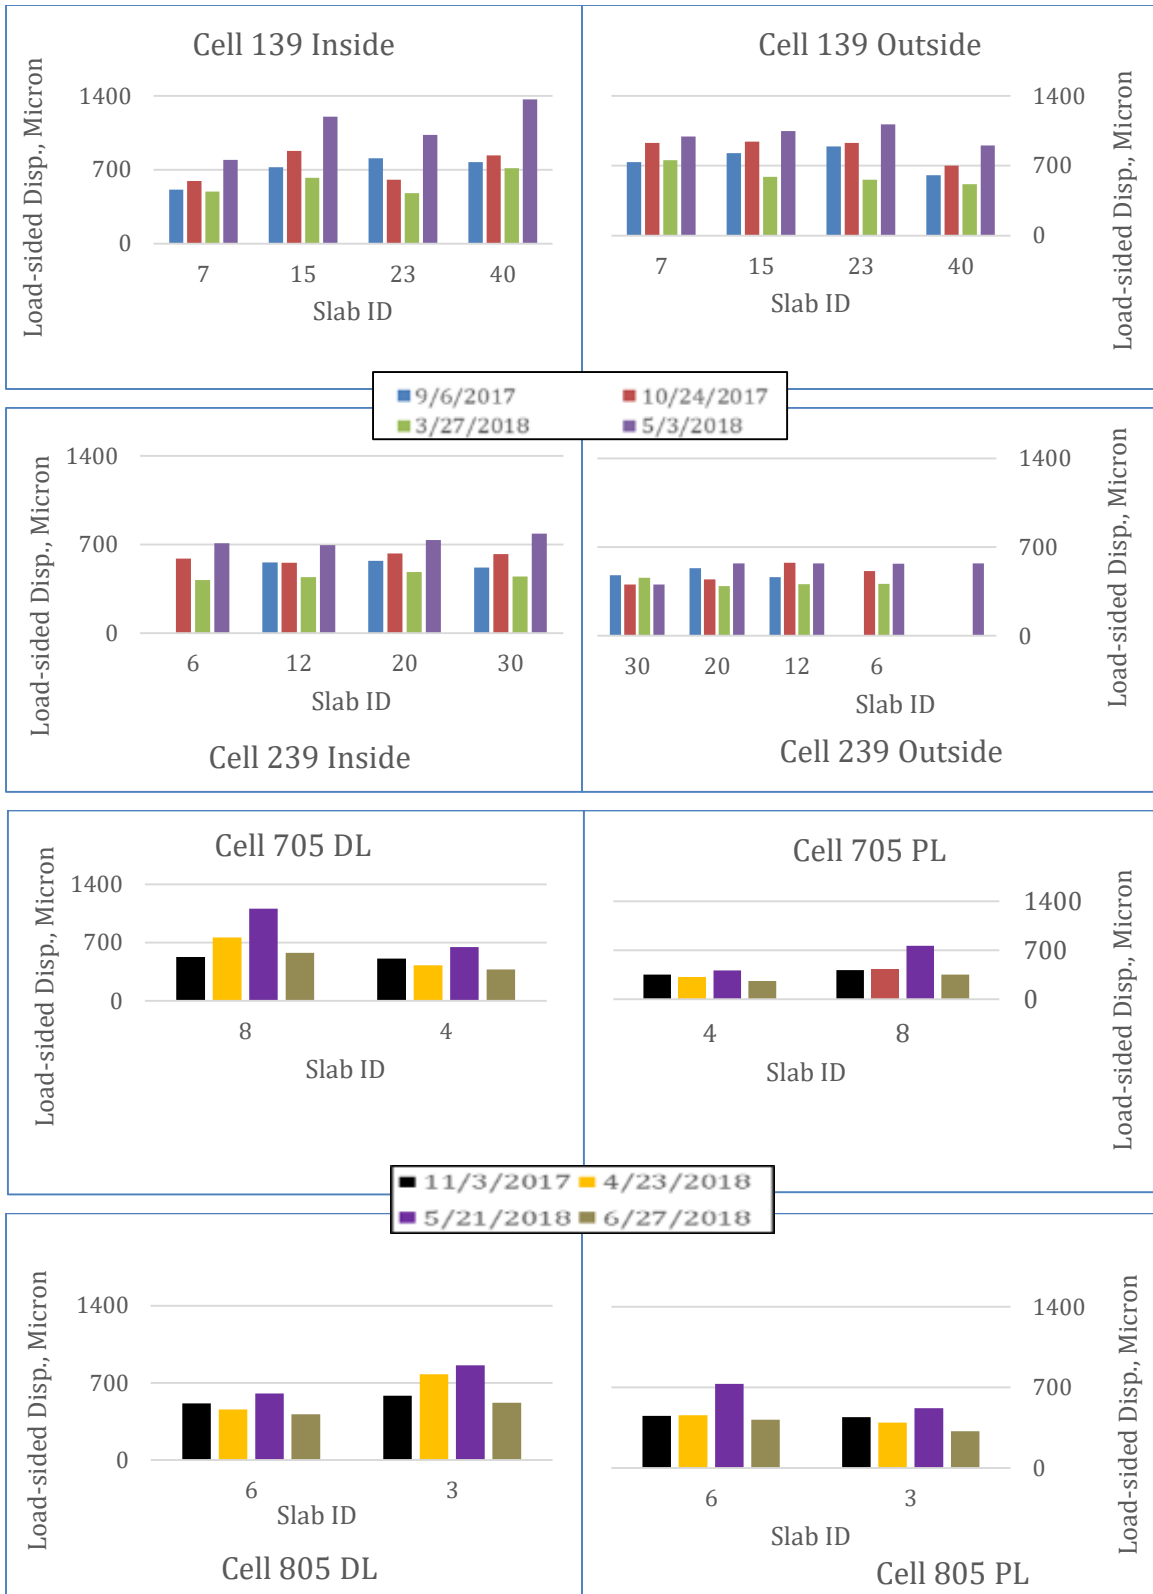 Cell 139 Inside
Load-sided Disp., Micron
1400
700
0
7 15 23 40
Slab ID
Cell 139 Outside
Load-sided Disp., Micron
1400
700
0
7 15 23 40
Slab ID
9/6/2017 10/24/2017
3/27/2018 5/3/2018
Load-sided Disp., Micron
1400
700
0
6 12 20 30
Slab ID
Cell 239 Inside
Load-sided Disp., Micron
1400
700
0
30 20 12 6
Slab ID
Cell 239 Outside
Cell 705 DL
Load-sided Disp., Micron
1400
700
0
8 4
Slab ID
Cell 705 PL
Load-sided Disp., Micron
1400
700
0
4 8
Slab ID
11/3/2017 4/23/2018
5/21/2018 6/27/2018
Load-sided Disp., Micron
1400
700
0
6 3
Slab ID
Cell 805 DL
Load-sided Disp., Micron
1400
700
0
6 3
Slab ID
Cell 805 PL